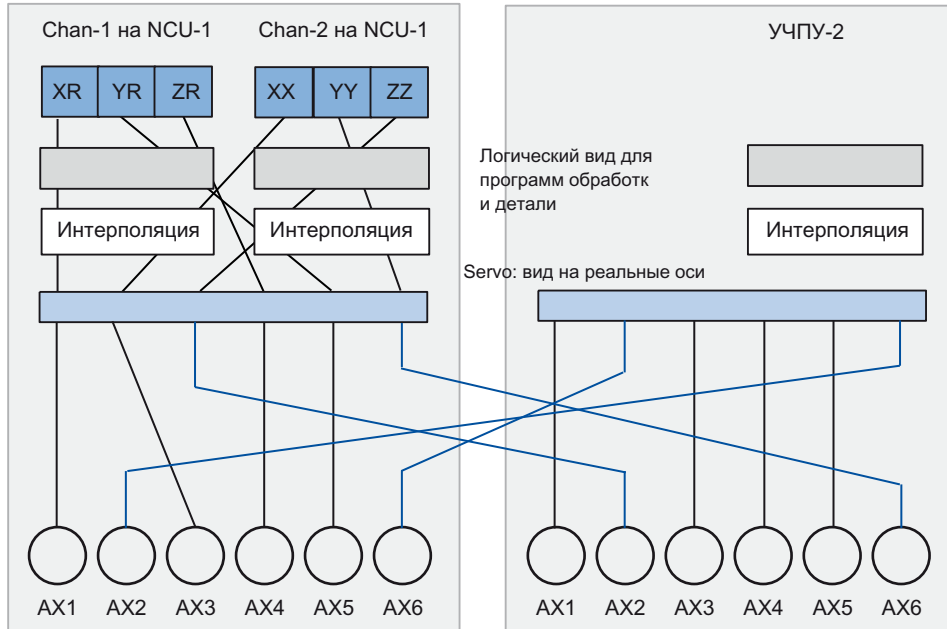 Chan-1 на NCU-1
Chan-2 на NCU-1
УЧПУ-2
XR YR ZR
XX YY ZZ
Логический вид для
программ обработк
и детали
Интерполяция
Интерполяция
Интерполяция
Servo: вид на реальные оси
AX1 AX2 AX3 AX4 AX5 AX6
AX1 AX2 AX3 AX4 AX5 AX6